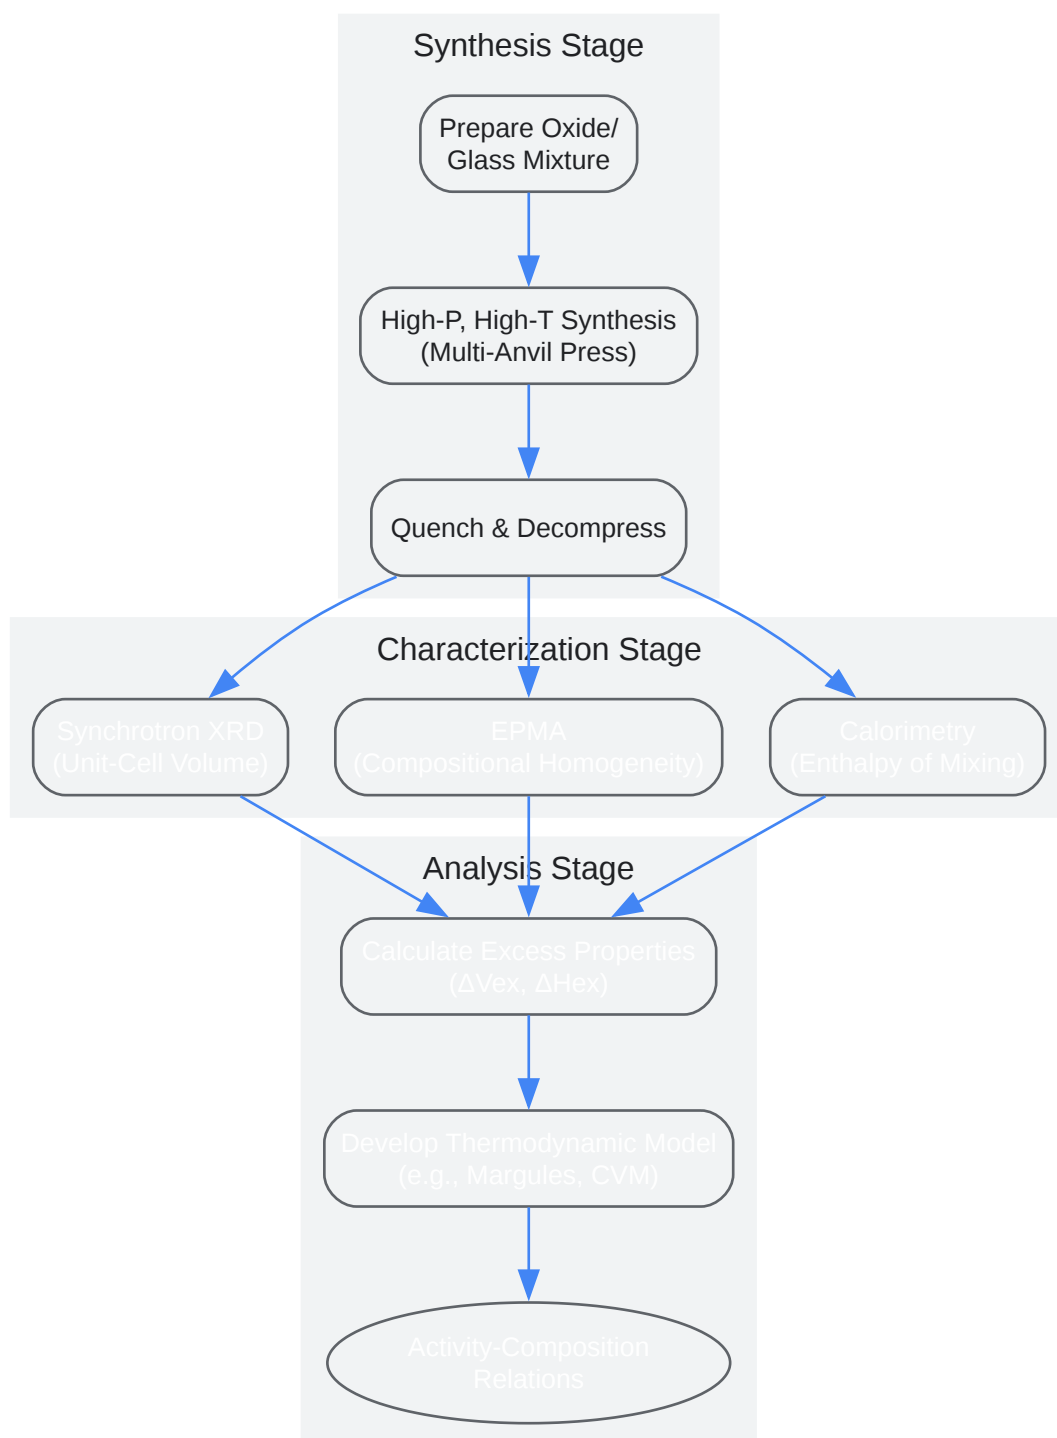 Synthesis Stage
Prepare Oxide/
Glass Mixture
High-P, High-T Synthesis
(Multi-Anvil Press)
Quench & Decompress
Characterization Stage
Synchrotron XRD
(Unit-Cell Volume)
EPMA
(Compositional Homogeneity)
Calorimetry
(Enthalpy of Mixing)
Analysis Stage
Calculate Excess Properties
(ΔVex, ΔHex)
Develop Thermodynamic Model
(e.g., Margules, CVM)
Activity-Composition
Relations